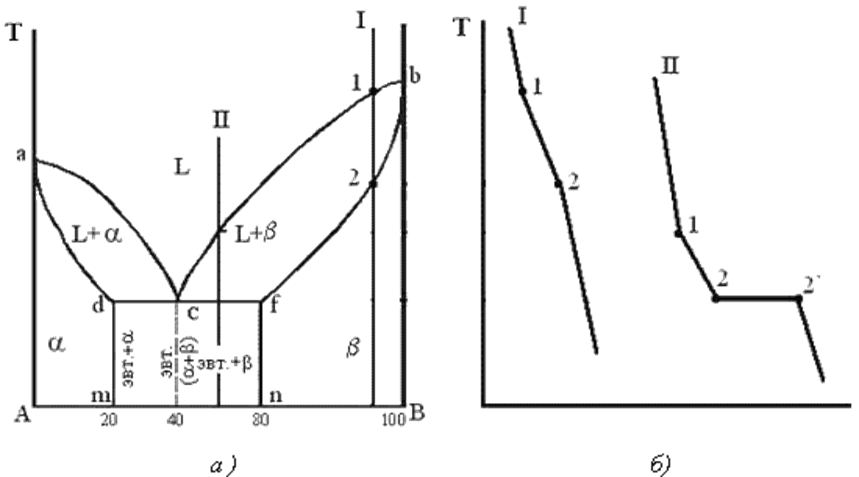 T
I
b
1
II
L
a
2
L+α
L+β
d
c
f
α
эвт.+α
эвт.
(α+β)
эвт.+β
β
m
n
A
20
40
80
100
B
а)
T
I
1
II
2
1
2
2`
б)